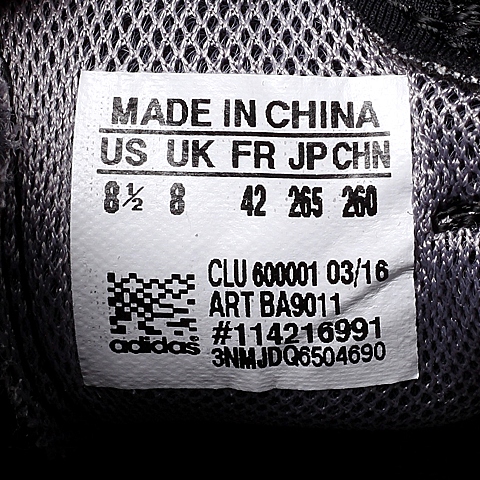 MADE IN CHINA
US UK FR JP CHN
8½ 8 42 265 260
CLU 600001 03/16
ART BA9011
#114216991
3NMJDQ6504690
adidas